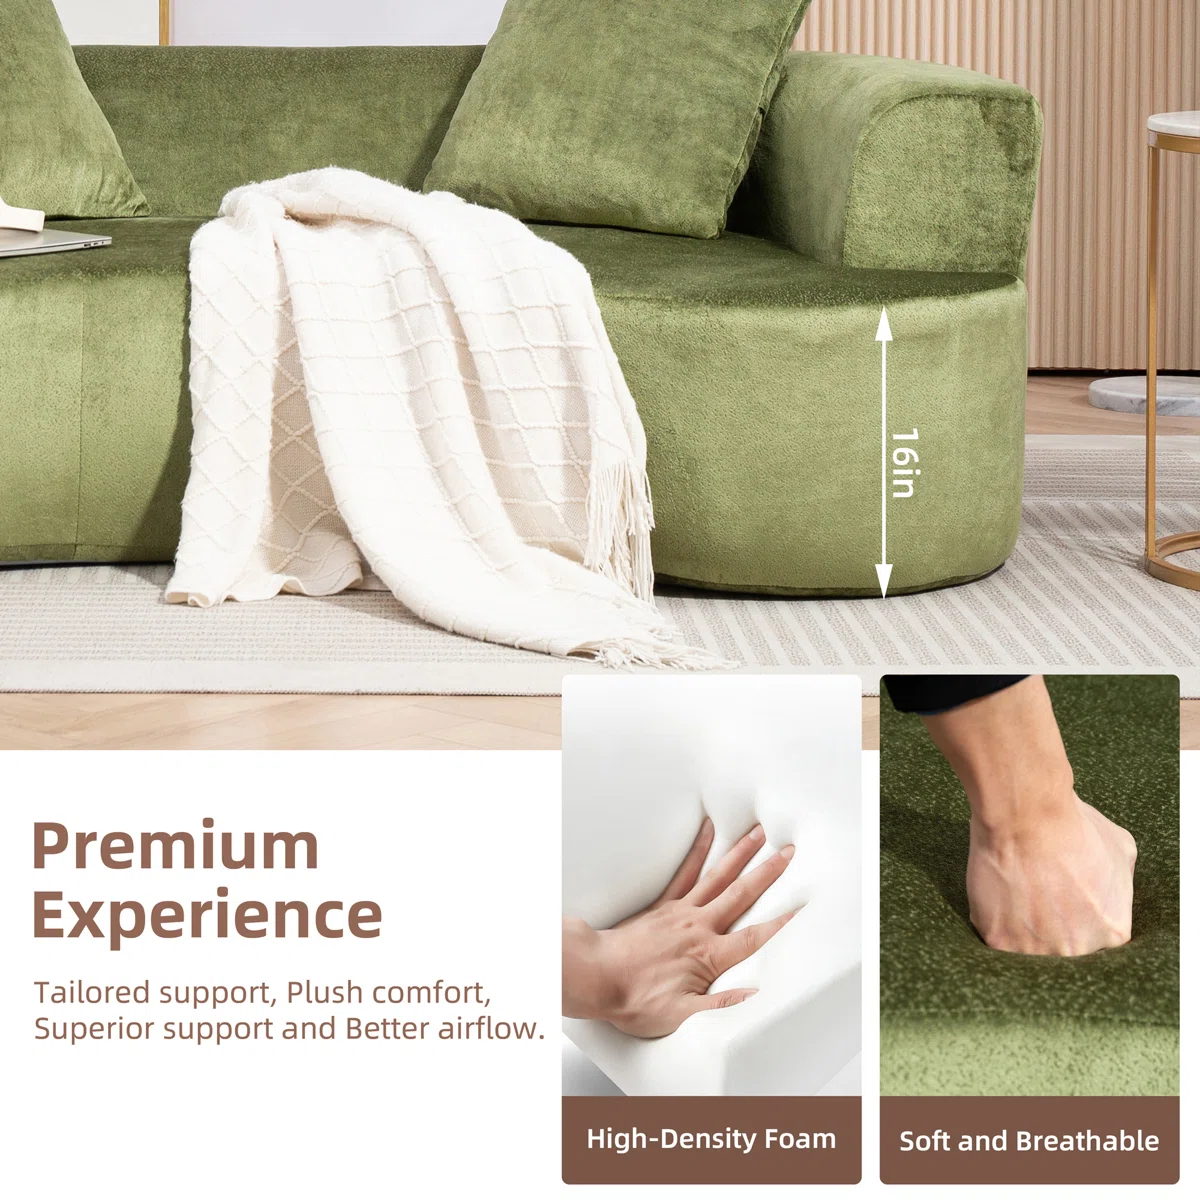 16in
Premium
Experience
Tailored support, Plush comfort,
Superior support and Better airflow.
High-Density Foam
Soft and Breathable